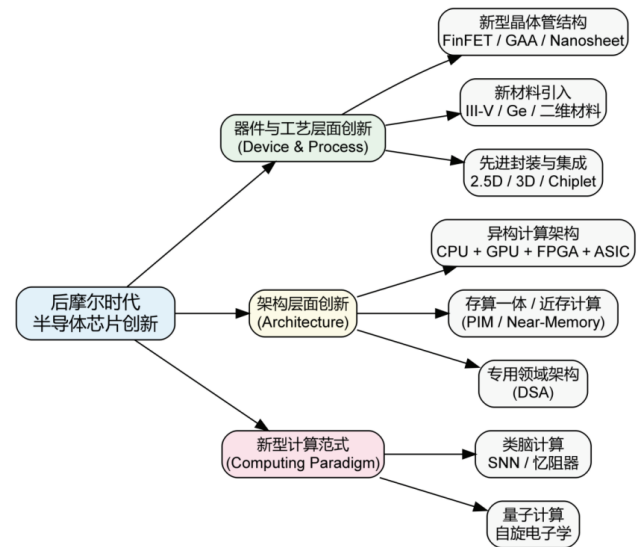 新型晶体管结构
FinFET / GAA / Nanosheet
新材料引入
III-V / Ge / 二维材料
器件与工艺层面创新
(Device & Process)
先进封装与集成
2.5D / 3D / Chiplet
异构计算架构
CPU + GPU + FPGA + ASIC
后摩尔时代
半导体芯片创新
架构层面创新
(Architecture)
存算一体 / 近存计算
(PIM / Near-Memory)
专用领域架构
(DSA)
新型计算范式
(Computing Paradigm)
类脑计算
SNN / 忆阻器
量子计算
自旋电子学